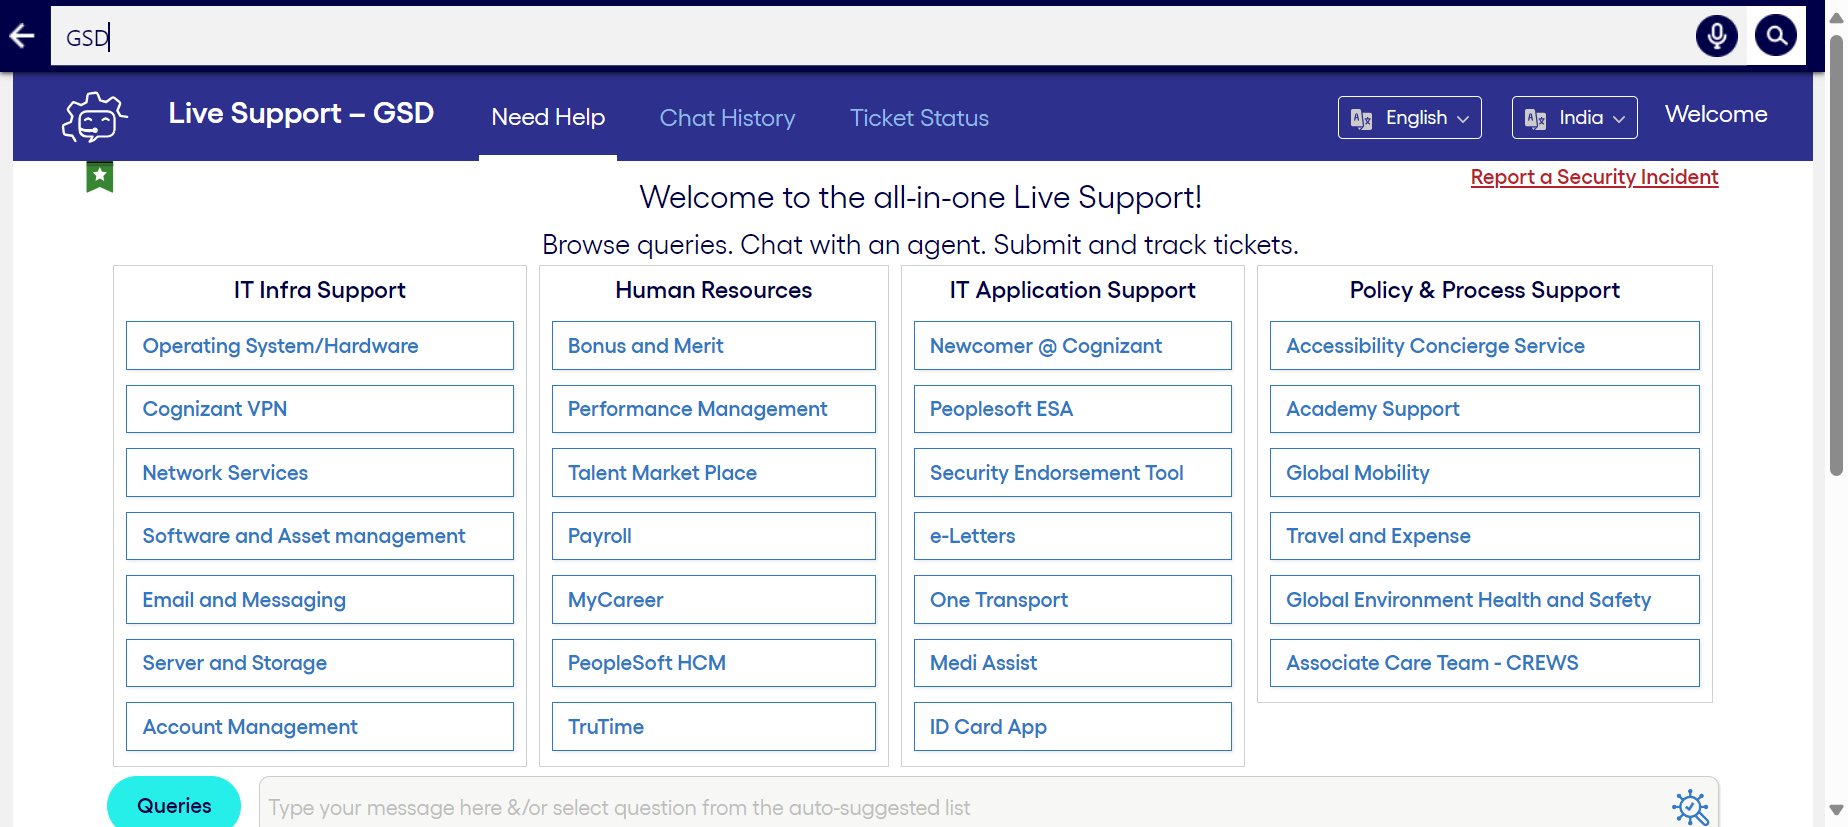 GSD
Live Support – GSD
Need Help
Chat History
Ticket Status
English
India
Welcome
Report a Security Incident
Welcome to the all-in-one Live Support!
Browse queries. Chat with an agent. Submit and track tickets.
IT Infra Support
Operating System/Hardware
Cognizant VPN
Network Services
Software and Asset management
Email and Messaging
Server and Storage
Account Management
Human Resources
Bonus and Merit
Performance Management
Talent Market Place
Payroll
MyCareer
PeopleSoft HCM
TruTime
IT Application Support
Newcomer @ Cognizant
Peoplesoft ESA
Security Endorsement Tool
e-Letters
One Transport
Medi Assist
ID Card App
Policy & Process Support
Accessibility Concierge Service
Academy Support
Global Mobility
Travel and Expense
Global Environment Health and Safety
Associate Care Team - CREWS
Queries
Type your message here &/or select question from the auto-suggested list